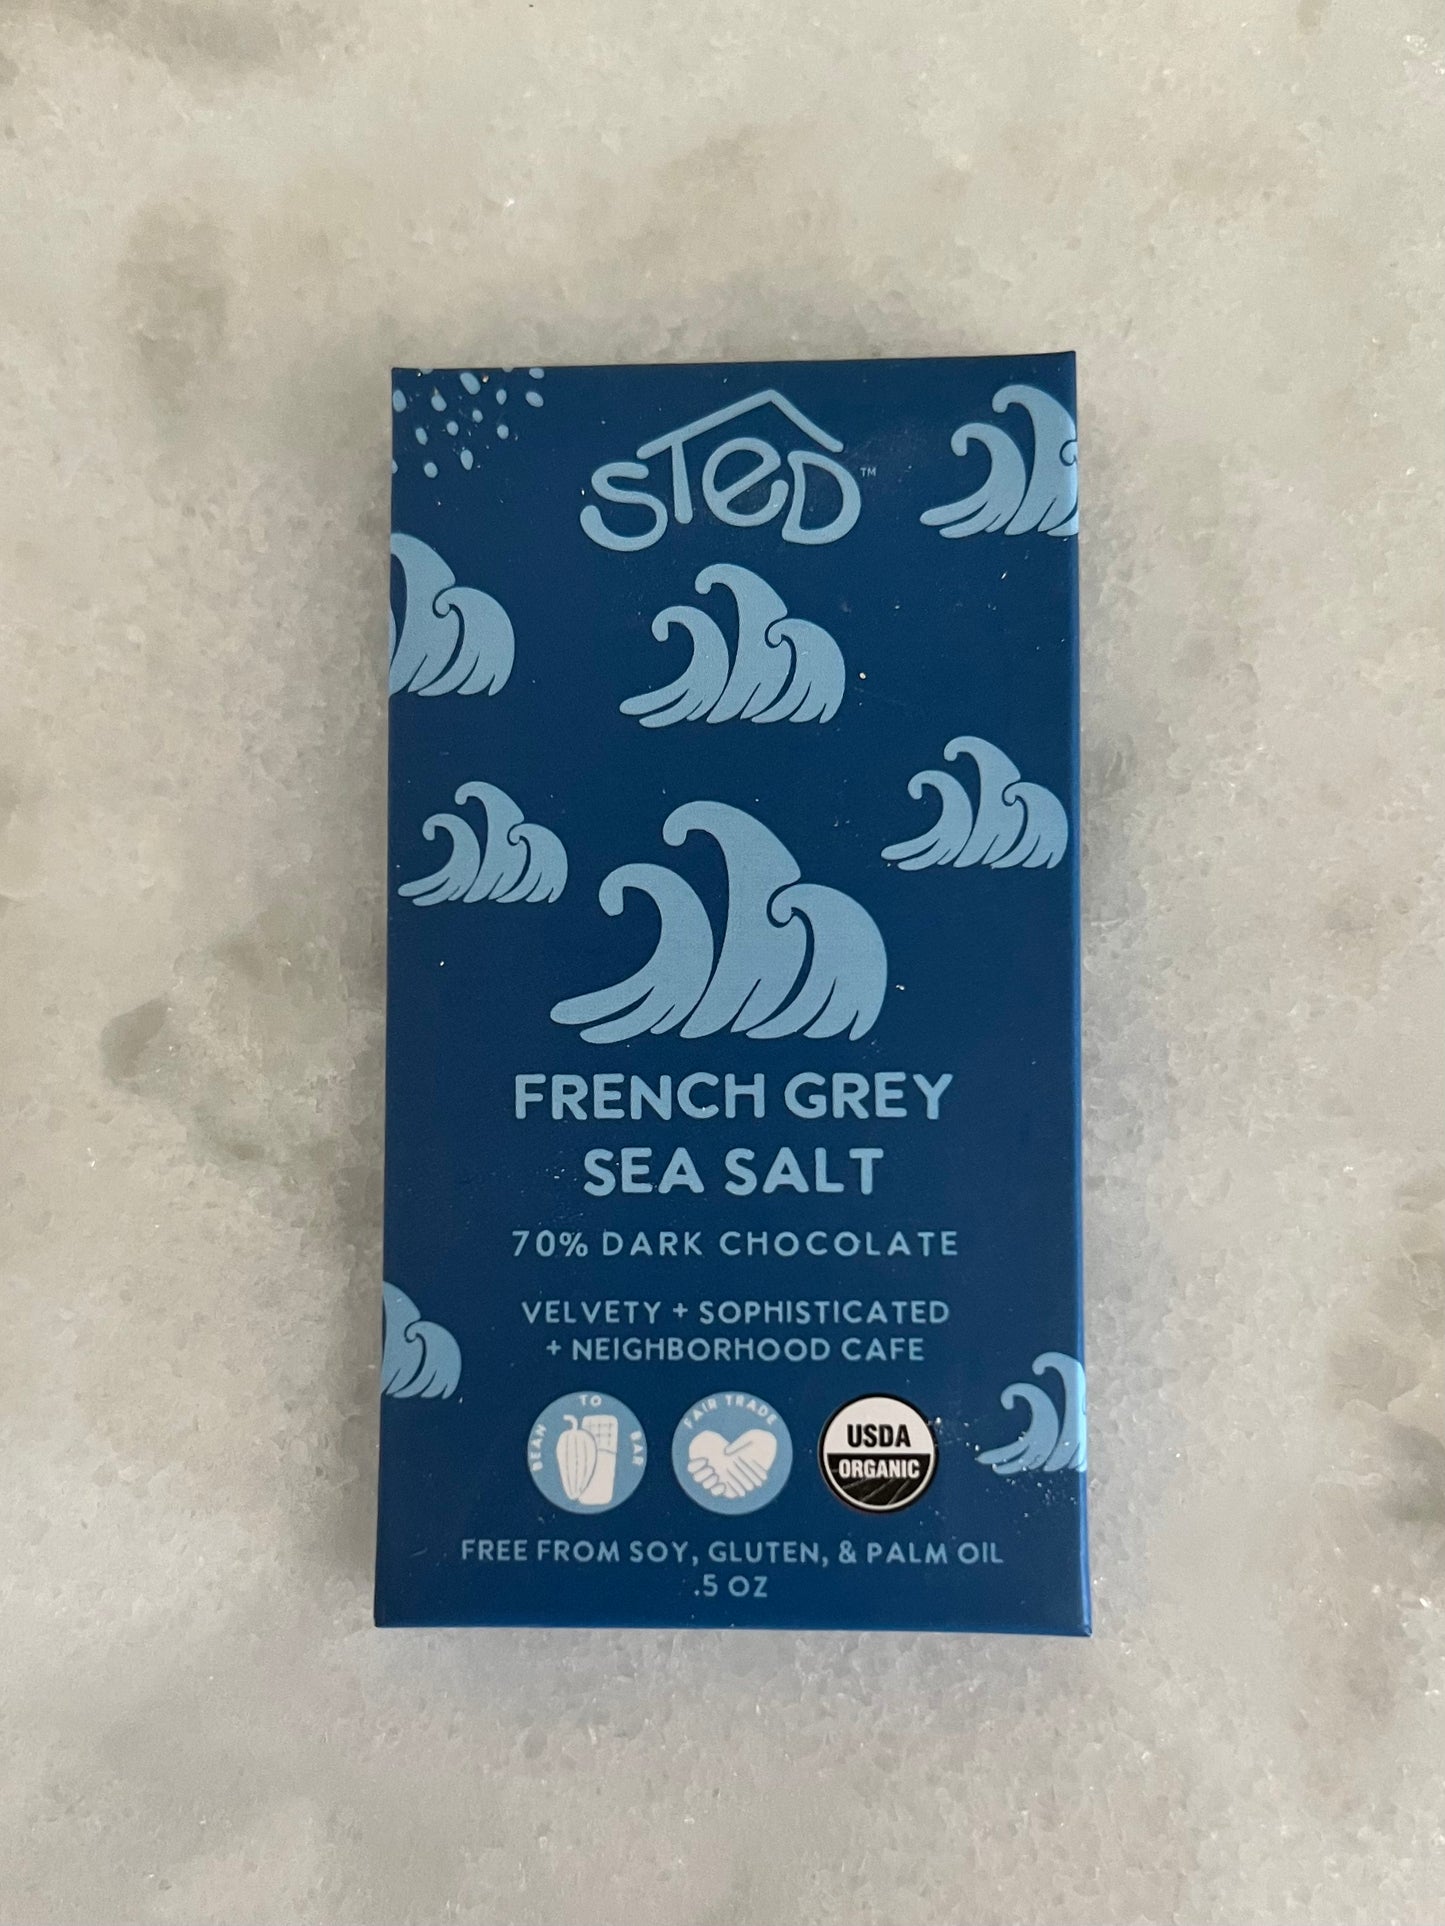 STeD™
FRENCH GREY
SEA SALT
70% DARK CHOCOLATE
VELVETY + SOPHISTICATED
+ NEIGHBORHOOD CAFE
BEAN TO BAR
FAIR TRADE
USDA
ORGANIC
FREE FROM SOY, GLUTEN, & PALM OIL
.5 OZ